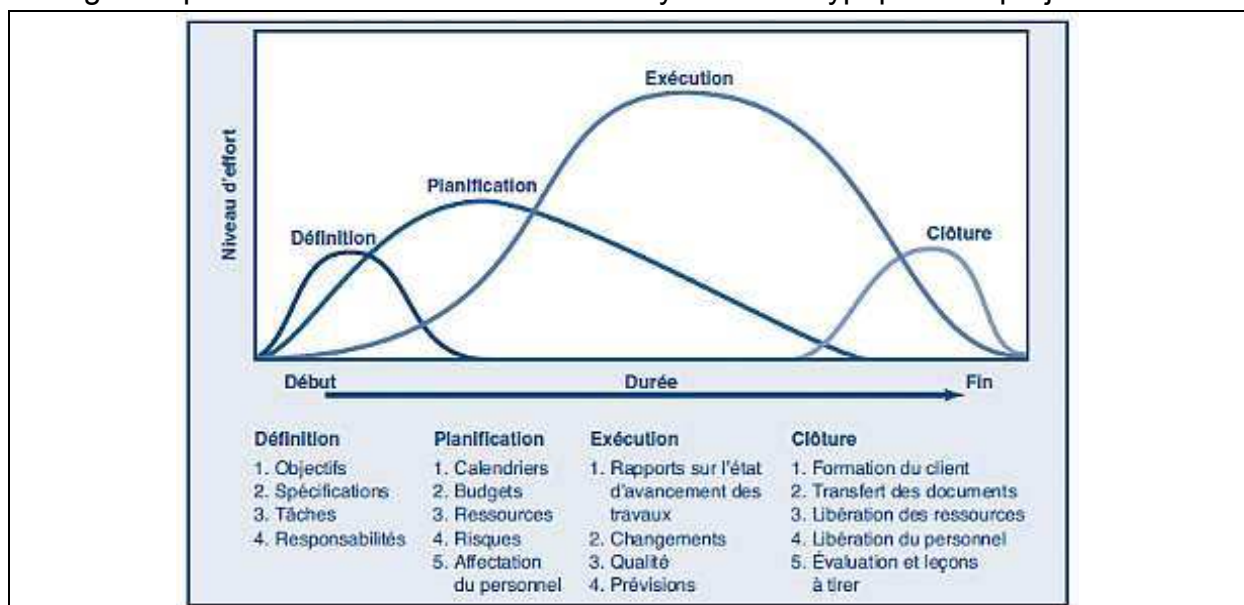 Niveau d'effort
Exécution
Planification
Définition
Clôture
Début
Durée
Fin
Définition
1. Objectifs
2. Spécifications
3. Tâches
4. Responsabilités
Planification
1. Calendriers
2. Budgets
3. Ressources
4. Risques
5. Affectation
du personnel
Exécution
1. Rapports sur l'état
d'avancement des
travaux
2. Changements
3. Qualité
4. Prévisions
Clôture
1. Formation du client
2. Transfert des documents
3. Libération des ressources
4. Libération du personnel
5. Évaluation et leçons
à tirer